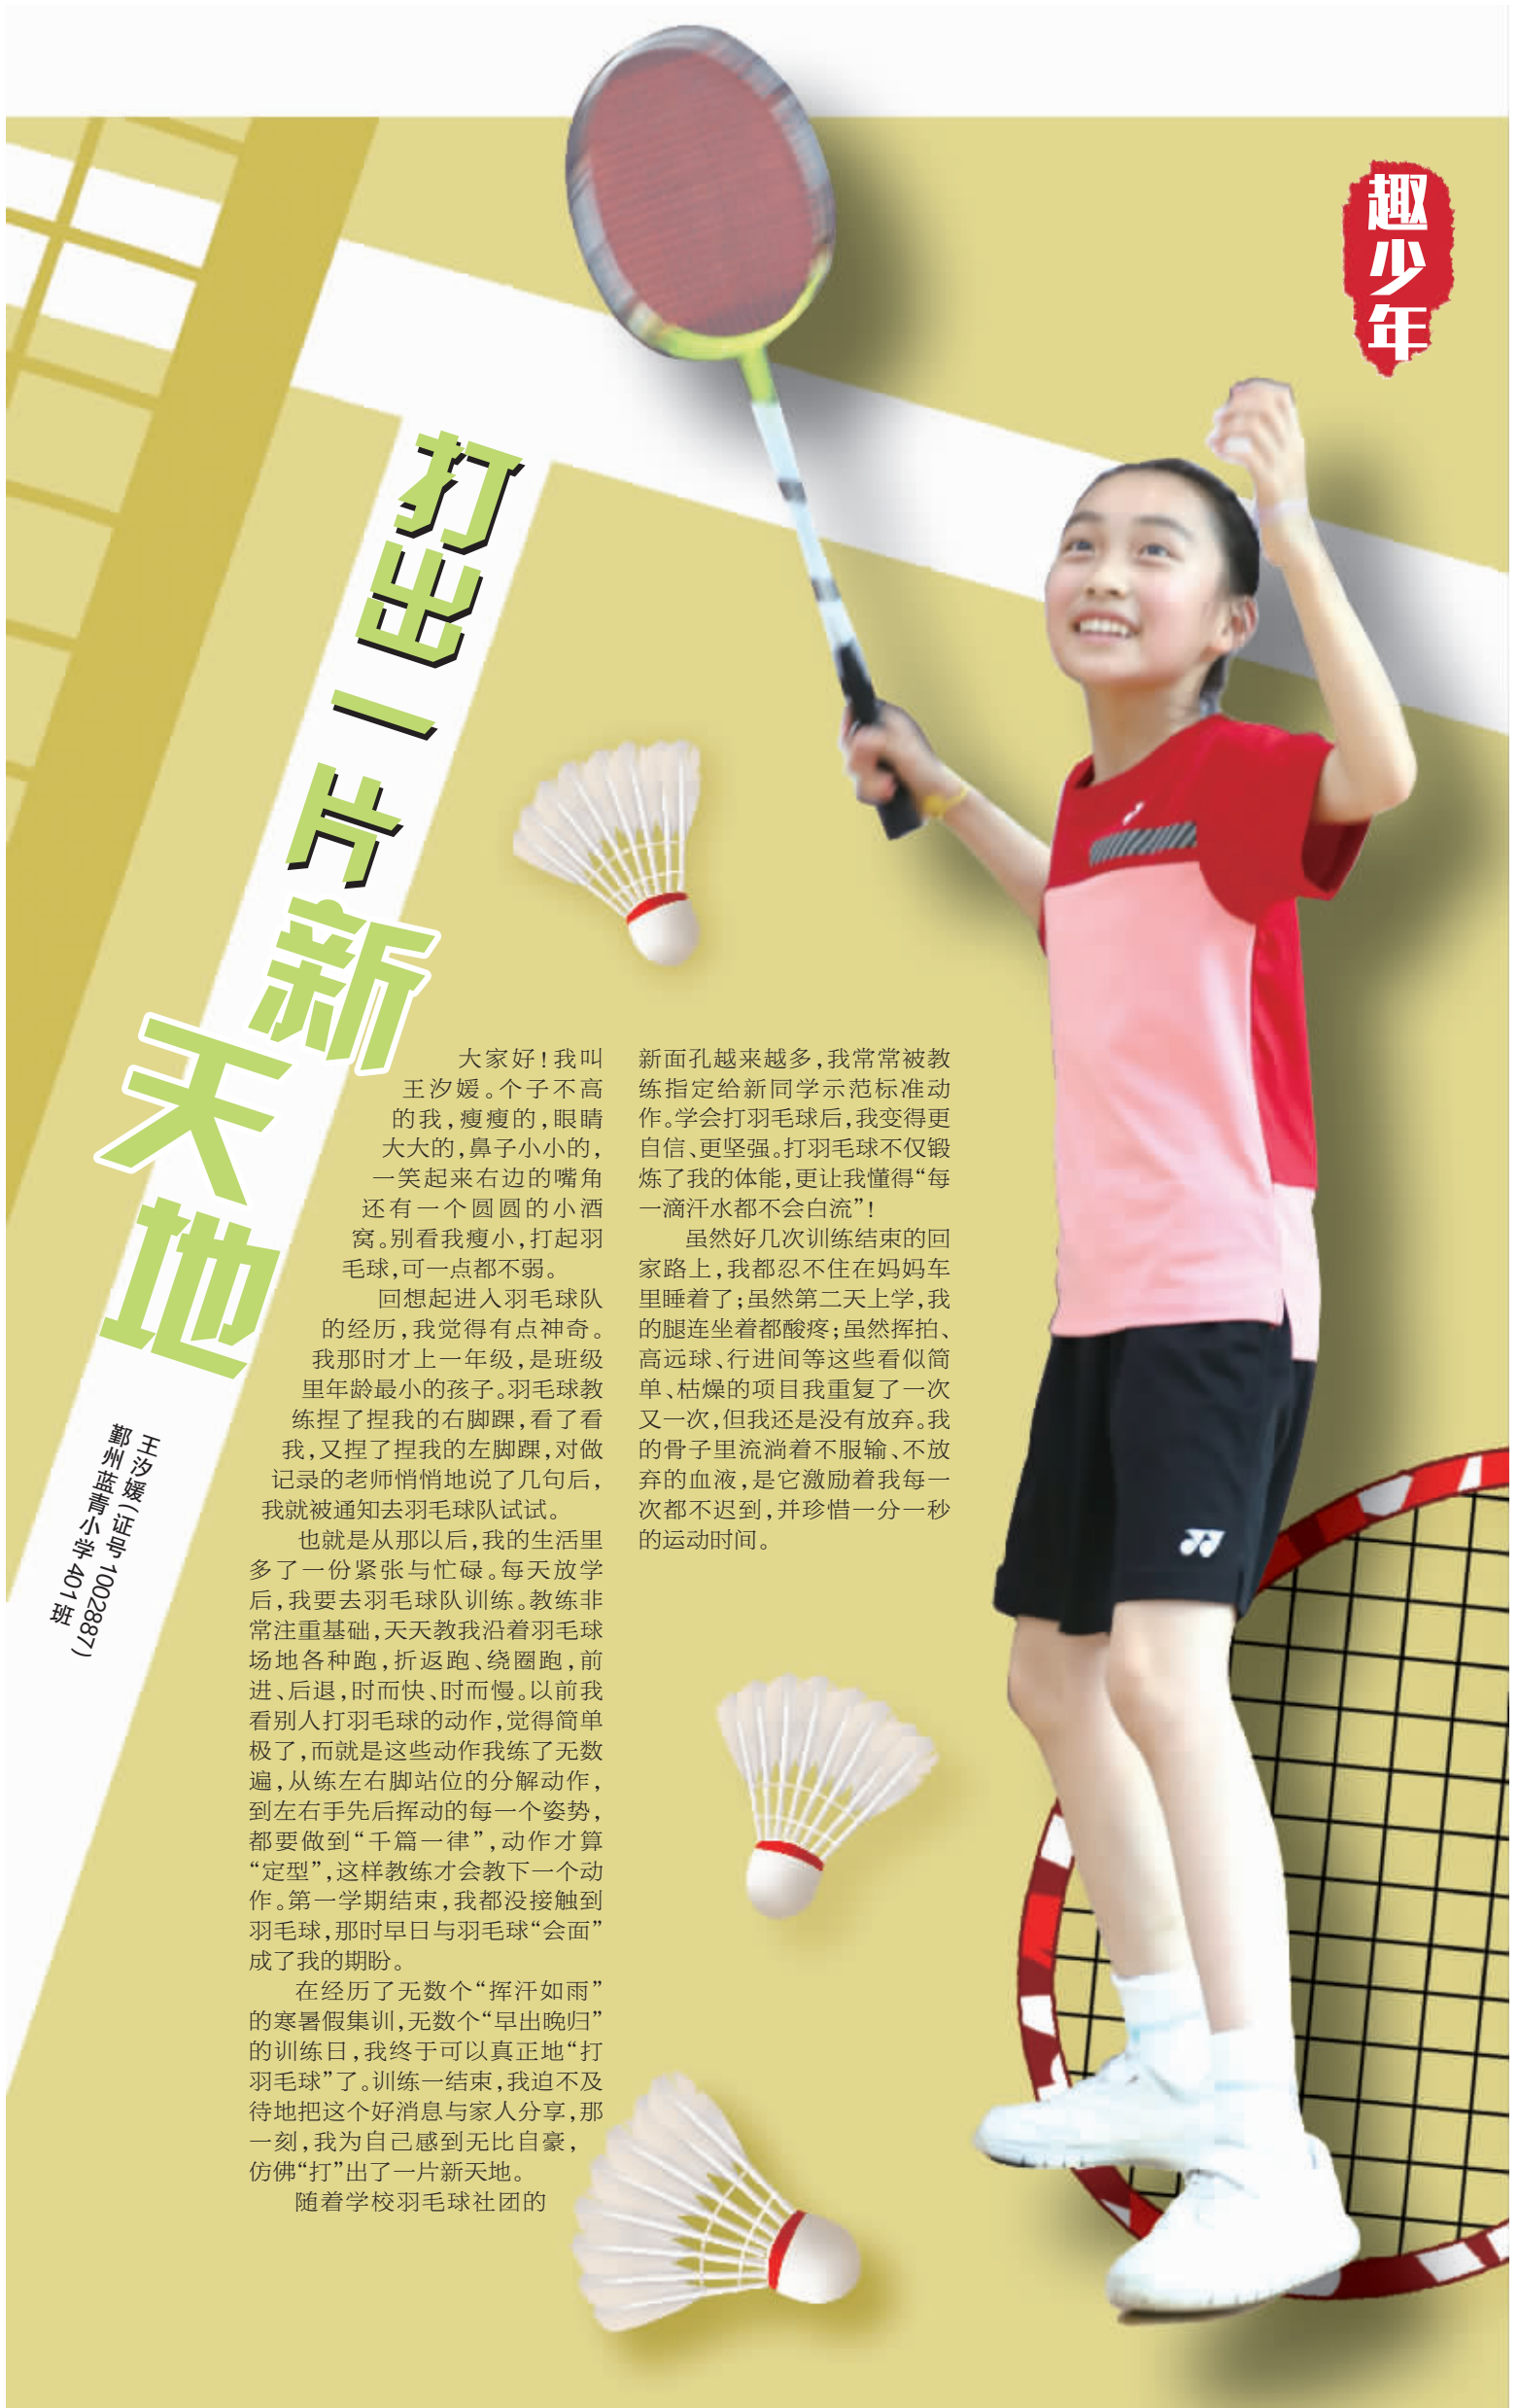 趣少年
打出一片新天地
王汐媛(证号1002887)
鄞州蓝青小学401班
大家好!我叫
王汐媛。个子不高
的我,瘦瘦的,眼睛
大大的,鼻子小小的,
一笑起来右边的嘴角
还有一个圆圆的小酒
窝。别看我瘦小,打起羽
毛球,可一点都不弱。
回想起进入羽毛球队
的经历,我觉得有点神奇。
我那时才上一年级,是班级
里年龄最小的孩子。羽毛球教
练捏了捏我的右脚踝,看了看
我,又捏了捏我的左脚踝,对做
记录的老师悄悄地说了几句后,
我就被通知去羽毛球队试试。
也就是从那以后,我的生活里
多了一份紧张与忙碌。每天放学
后,我要去羽毛球队训练。教练非
常注重基础,天天教我沿着羽毛球
场地各种跑,折返跑、绕圈跑,前
进、后退,时而快、时而慢。以前我
看别人打羽毛球的动作,觉得简单
极了,而就是这些动作我练了无数
遍,从练左右脚站位的分解动作,
到左右手先后挥动的每一个姿势,
都要做到“千篇一律”,动作才算
“定型”,这样教练才会教下一个动
作。第一学期结束,我都没接触到
羽毛球,那时早日与羽毛球“会面”
成了我的期盼。
在经历了无数个“挥汗如雨”
的寒暑假集训,无数个“早出晚归”
的训练日,我终于可以真正地“打
羽毛球”了。训练一结束,我迫不及
待地把这个好消息与家人分享,那
一刻,我为自己感到无比自豪,
仿佛“打”出了一片新天地。
随着学校羽毛球社团的
新面孔越来越多,我常常被教
练指定给新同学示范标准动
作。学会打羽毛球后,我变得更
自信、更坚强。打羽毛球不仅锻
炼了我的体能,更让我懂得“每
一滴汗水都不会白流”!
虽然好几次训练结束的回
家路上,我都忍不住在妈妈车
里睡着了;虽然第二天上学,我
的腿连坐着都酸疼;虽然挥拍、
高远球、行进间等这些看似简
单、枯燥的项目我重复了一次
又一次,但我还是没有放弃。我
的骨子里流淌着不服输、不放
弃的血液,是它激励着我每一
次都不迟到,并珍惜一分一秒
的运动时间。